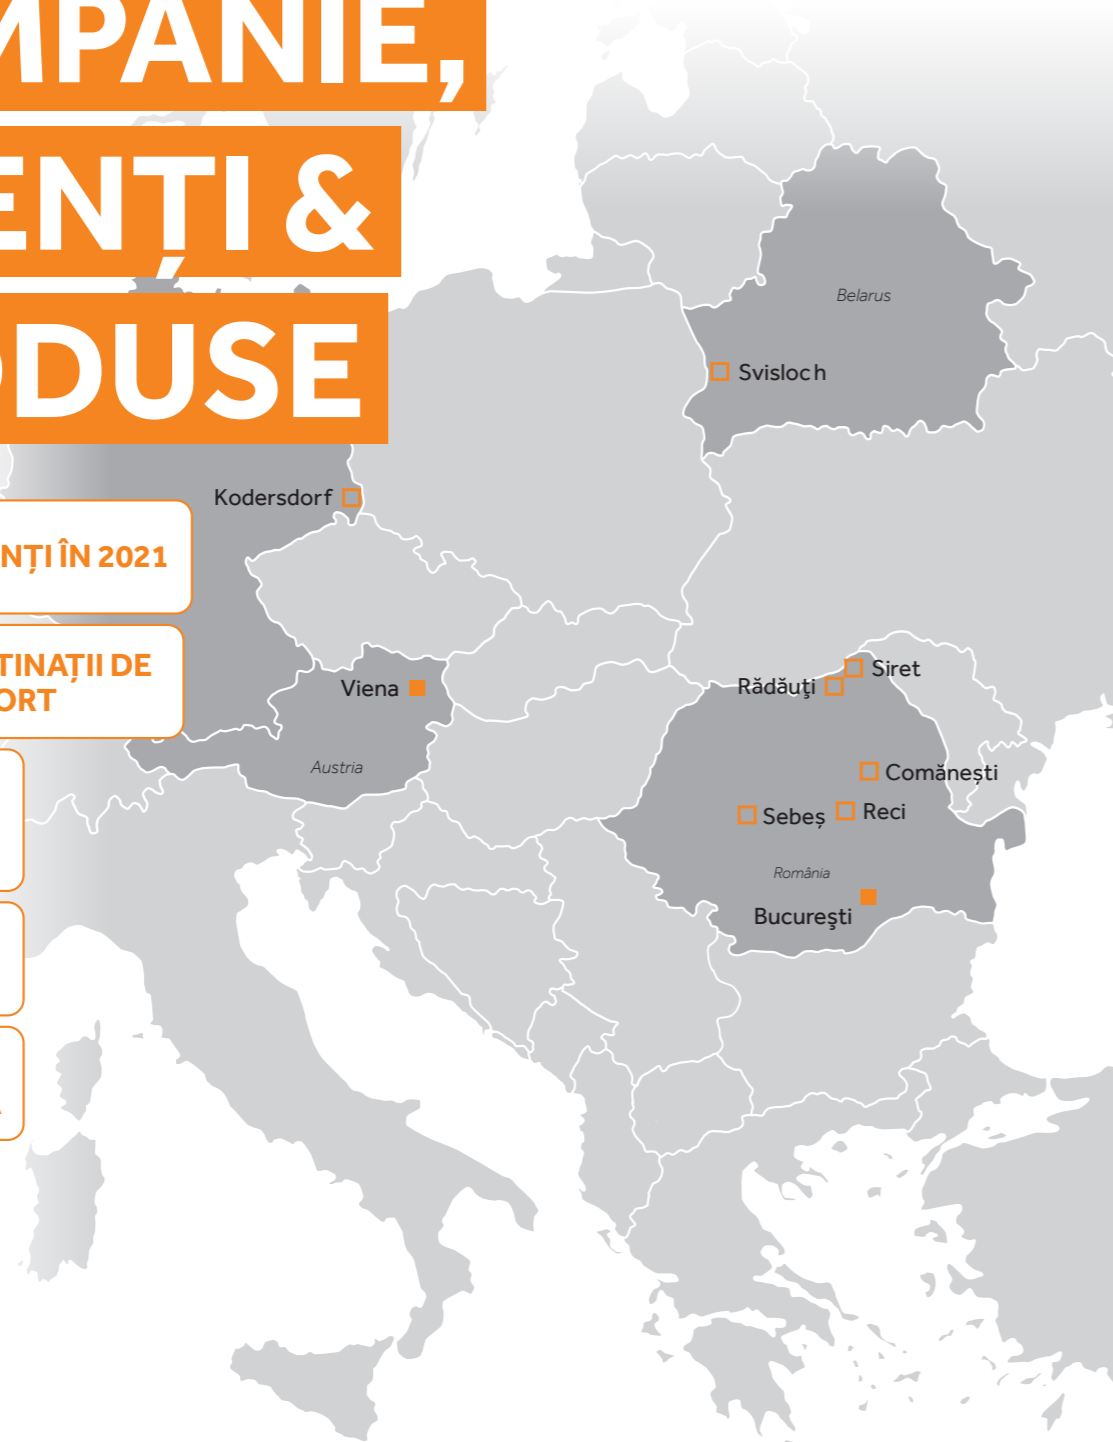 MPANIE,
ENȚI &
ODUSE
NȚI ÎN 2021
TINAȚII DE
ORT
Belarus
Svisloch
Kodersdorf
Siret
Rădăuţi
Viena
Austria
Comănești
Reci
Sebeș
România
Bucureşti